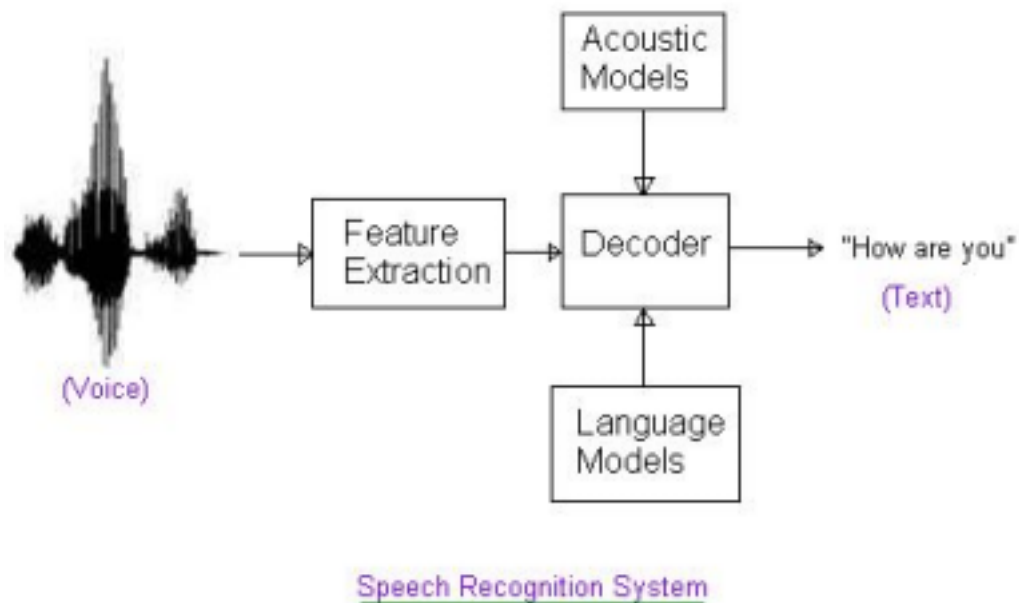 Acoustic
Models
Feature
Extraction
Decoder
"How are you"
(Text)
(Voice)
Language
Models
Speech Recognition System